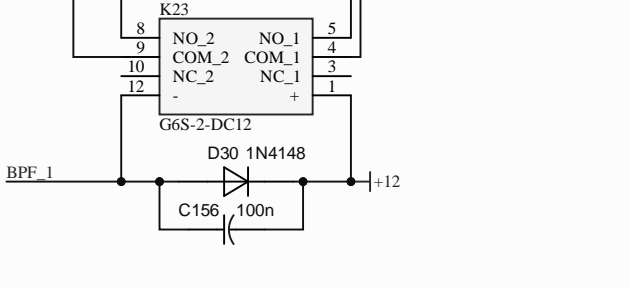 K23
8 NO_2 NO_1 5
9 COM_2 COM_1 4
10 NC_2 NC_1 3
12 - + 1
G6S-2-DC12
D30 1N4148
BPF_1 +12
C156 100n